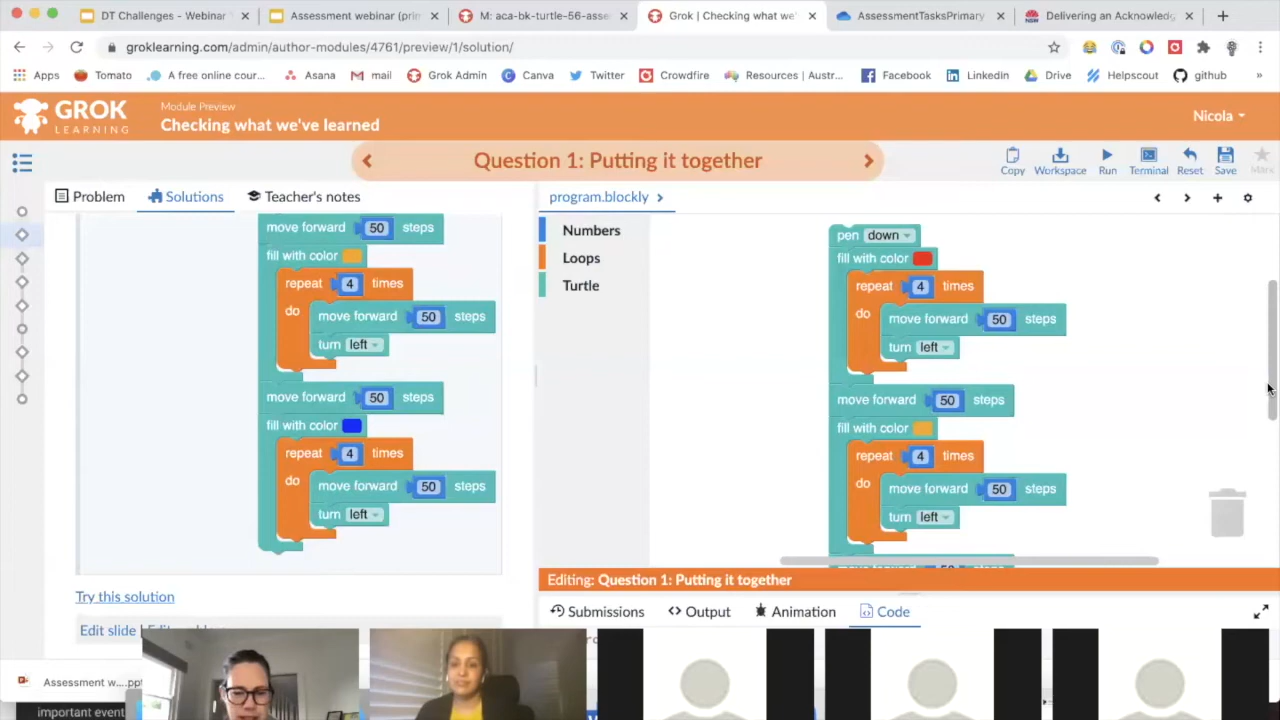 DT Challenges - Webinar
Assessment webinar (prin
M: aca-bk-turtle-56-asse
Grok | Checking what we'
AssessmentTasksPrimary
Delivering an Acknowledg
groklearning.com/admin/author-modules/4761/preview/1/solution/
Apps
Tomato
A free online cour...
Asana
mail
Grok Admin
Canva
Twitter
Crowdfire
Resources | Austr...
Facebook
Linkedin
Drive
Helpscout
github
»
GROK
LEARNING
Module Preview
Checking what we've learned
Nicola
Question 1: Putting it together
Copy
Workspace
Run
Terminal
Reset
Save
Mark
Problem
Solutions
Teacher's notes
program.blockly
move forward 50 steps
fill with color
repeat 4 times
do
move forward 50 steps
turn left
move forward 50 steps
fill with color
repeat 4 times
do
move forward 50 steps
turn left
Try this solution
Edit slide |
Numbers
Loops
Turtle
pen down
fill with color
repeat 4 times
do
move forward 50 steps
turn left
move forward 50 steps
fill with color
repeat 4 times
do
move forward 50 steps
turn left
Editing: Question 1: Putting it together
Submissions
Output
Animation
Code
Assessment w....ppt
important event